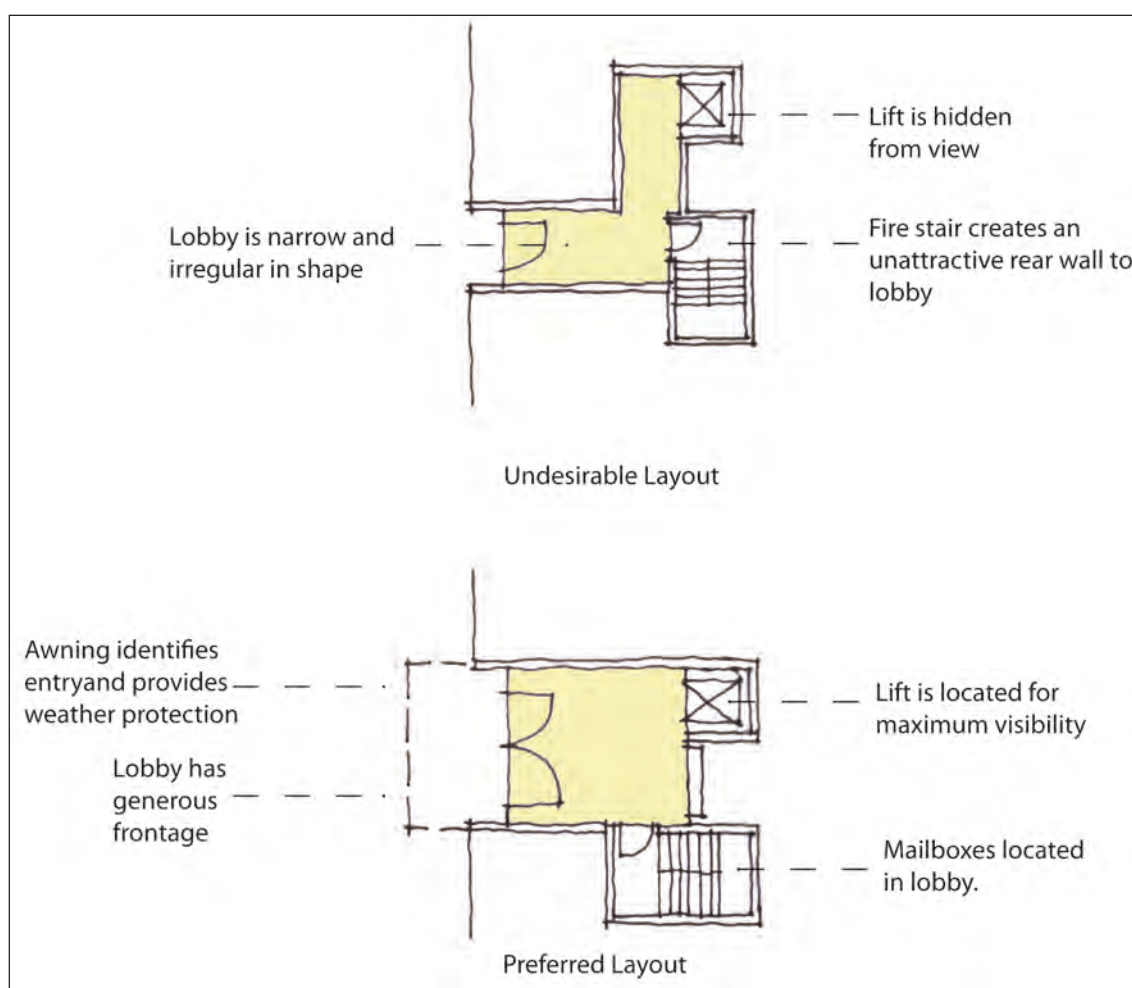 Lift is hidden
from view
Lobby is narrow and
irregular in shape
Fire stair creates an
unattractive rear wall to
lobby
Undesirable Layout
Awning identifies
entryand provides
weather protection
Lift is located for
maximum visibility
Lobby has
generous
frontage
Mailboxes located
in lobby.
Preferred Layout